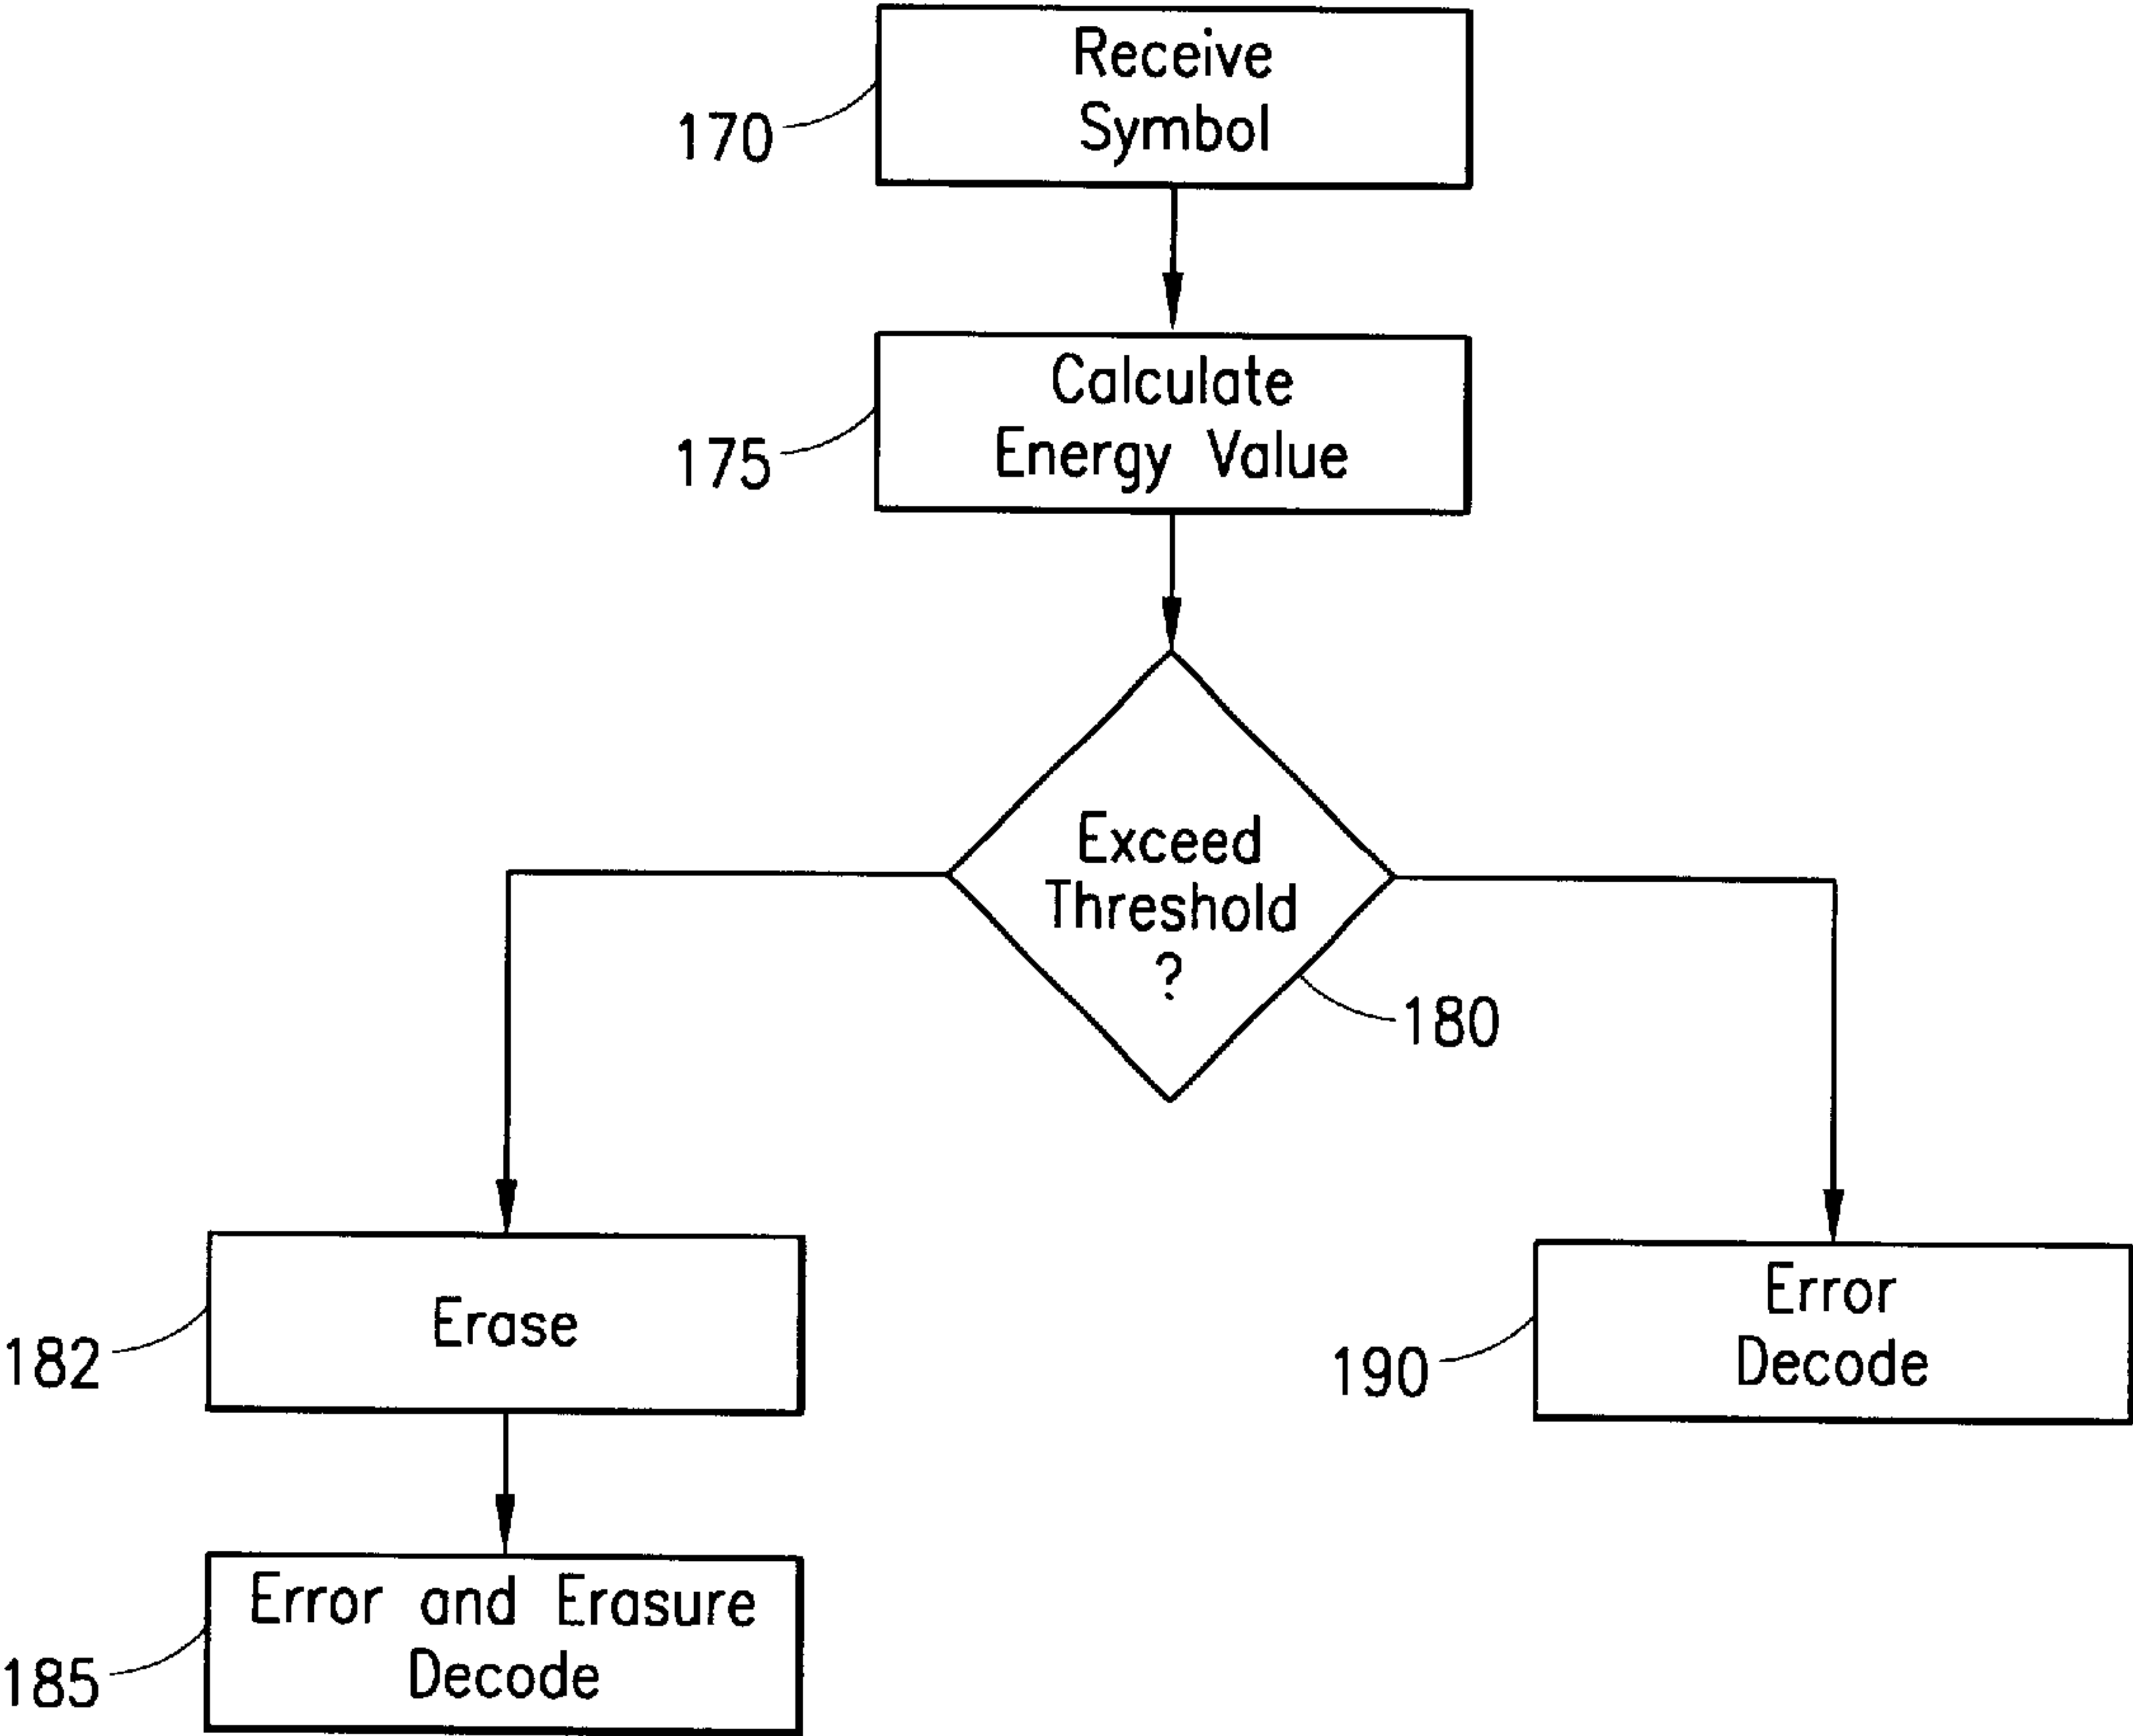 Receive
Symbol
170
Calculate
Energy Value
175
Exceed
Threshold
?
180
Erase
182
Error
Decode
190
Error and Erasure
Decode
185